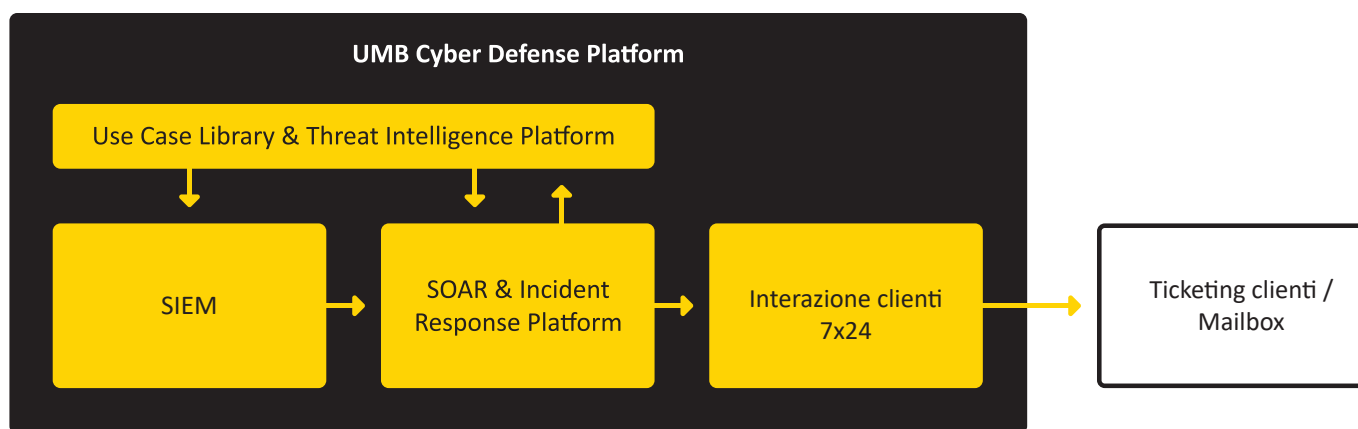 UMB Cyber Defense Platform
Use Case Library & Threat Intelligence Platform
SIEM
SOAR & Incident
Response Platform
Interazione clienti
7x24
Ticketing clienti /
Mailbox